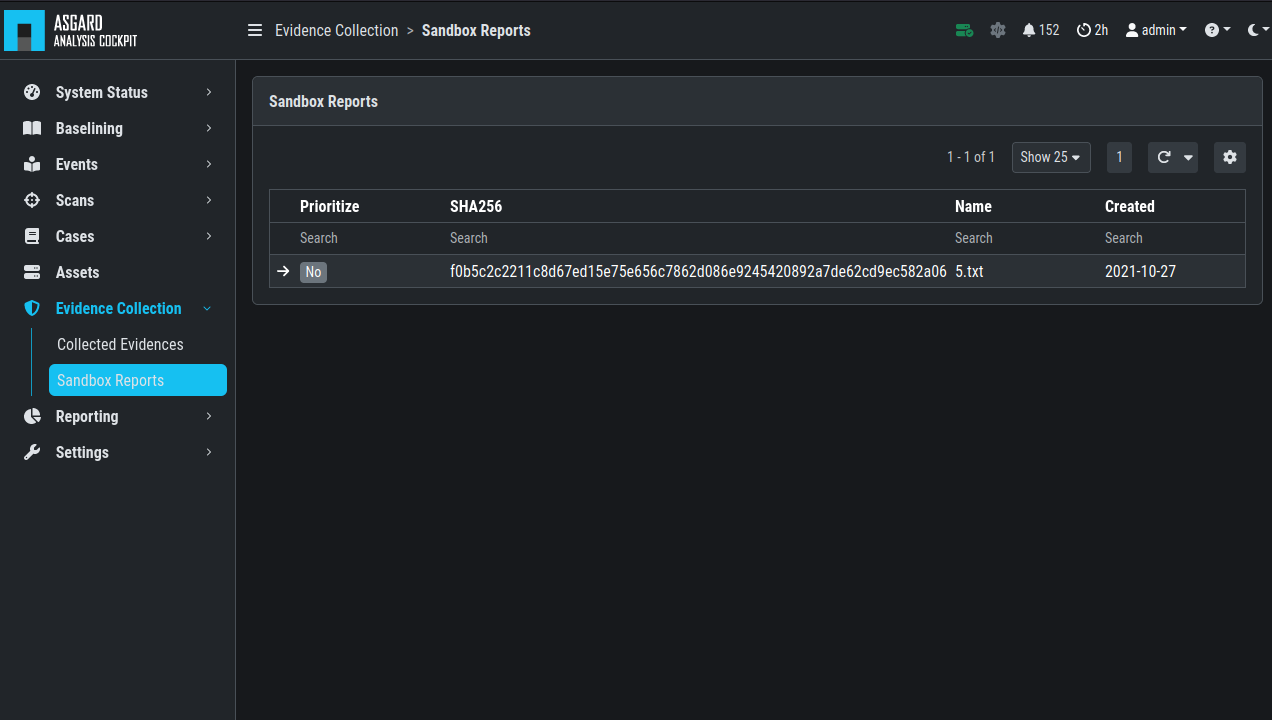 ASGARD
ANALYSIS COCKPIT
Evidence Collection > Sandbox Reports
152 2h admin
System Status
Baselining
Events
Scans
Cases
Assets
Evidence Collection
Collected Evidences
Sandbox Reports
Reporting
Settings
Sandbox Reports
1 - 1 of 1 Show 25 1
Prioritize SHA256 Name Created
Search Search Search Search
No f0b5c2c2211c8d67ed15e75e656c7862d086e9245420892a7de62cd9ec582a06 5.txt 2021-10-27